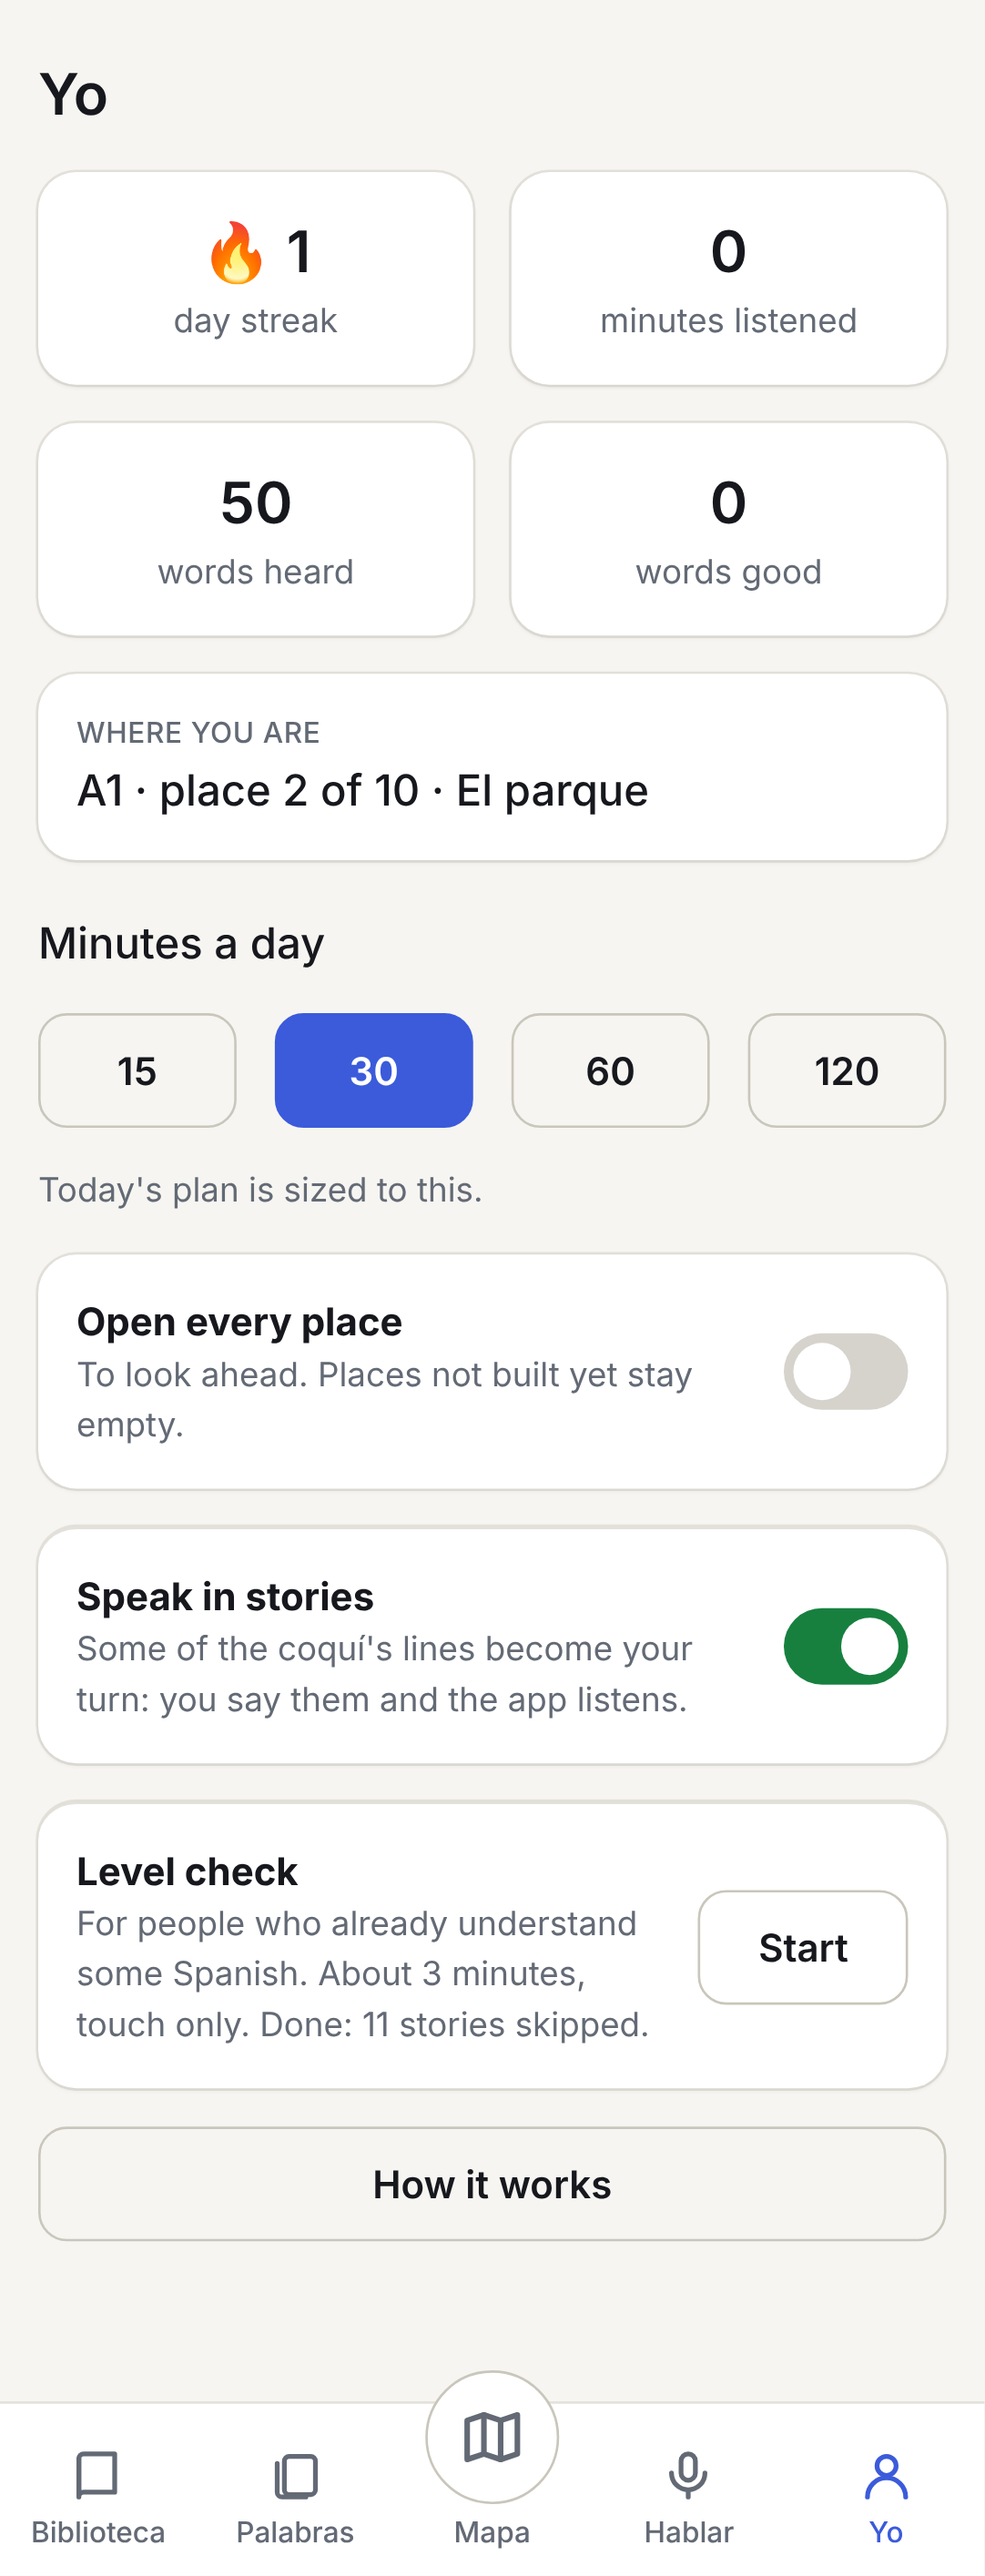 Yo
🔥 1
day streak
0
minutes listened
50
words heard
0
words good
WHERE YOU ARE
A1 · place 2 of 10 · El parque
Minutes a day
15
30
60
120
Today's plan is sized to this.
Open every place
To look ahead. Places not built yet stay
empty.
Speak in stories
Some of the coquí's lines become your
turn: you say them and the app listens.
Level check
For people who already understand
some Spanish. About 3 minutes,
touch only. Done: 11 stories skipped.
Start
How it works
Biblioteca
Palabras
Mapa
Hablar
Yo